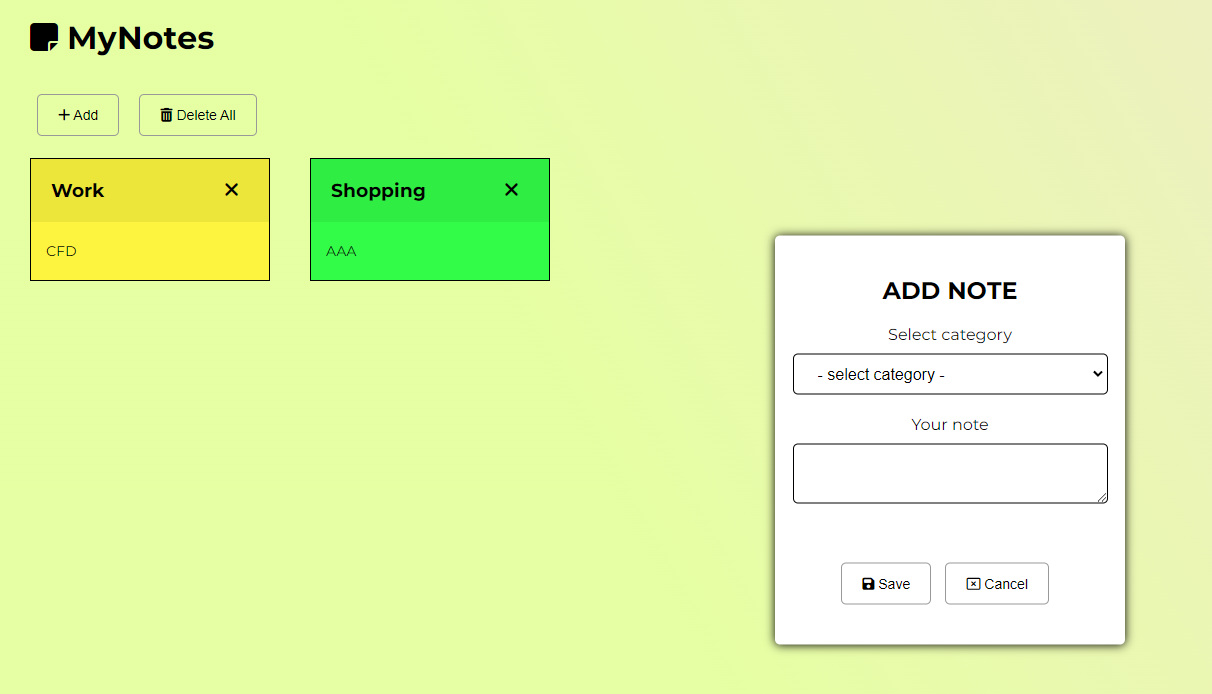 MyNotes
Add
Delete All
Work
CFD
Shopping
AAA
ADD NOTE
Select category
- select category -
Your note
Save
Cancel